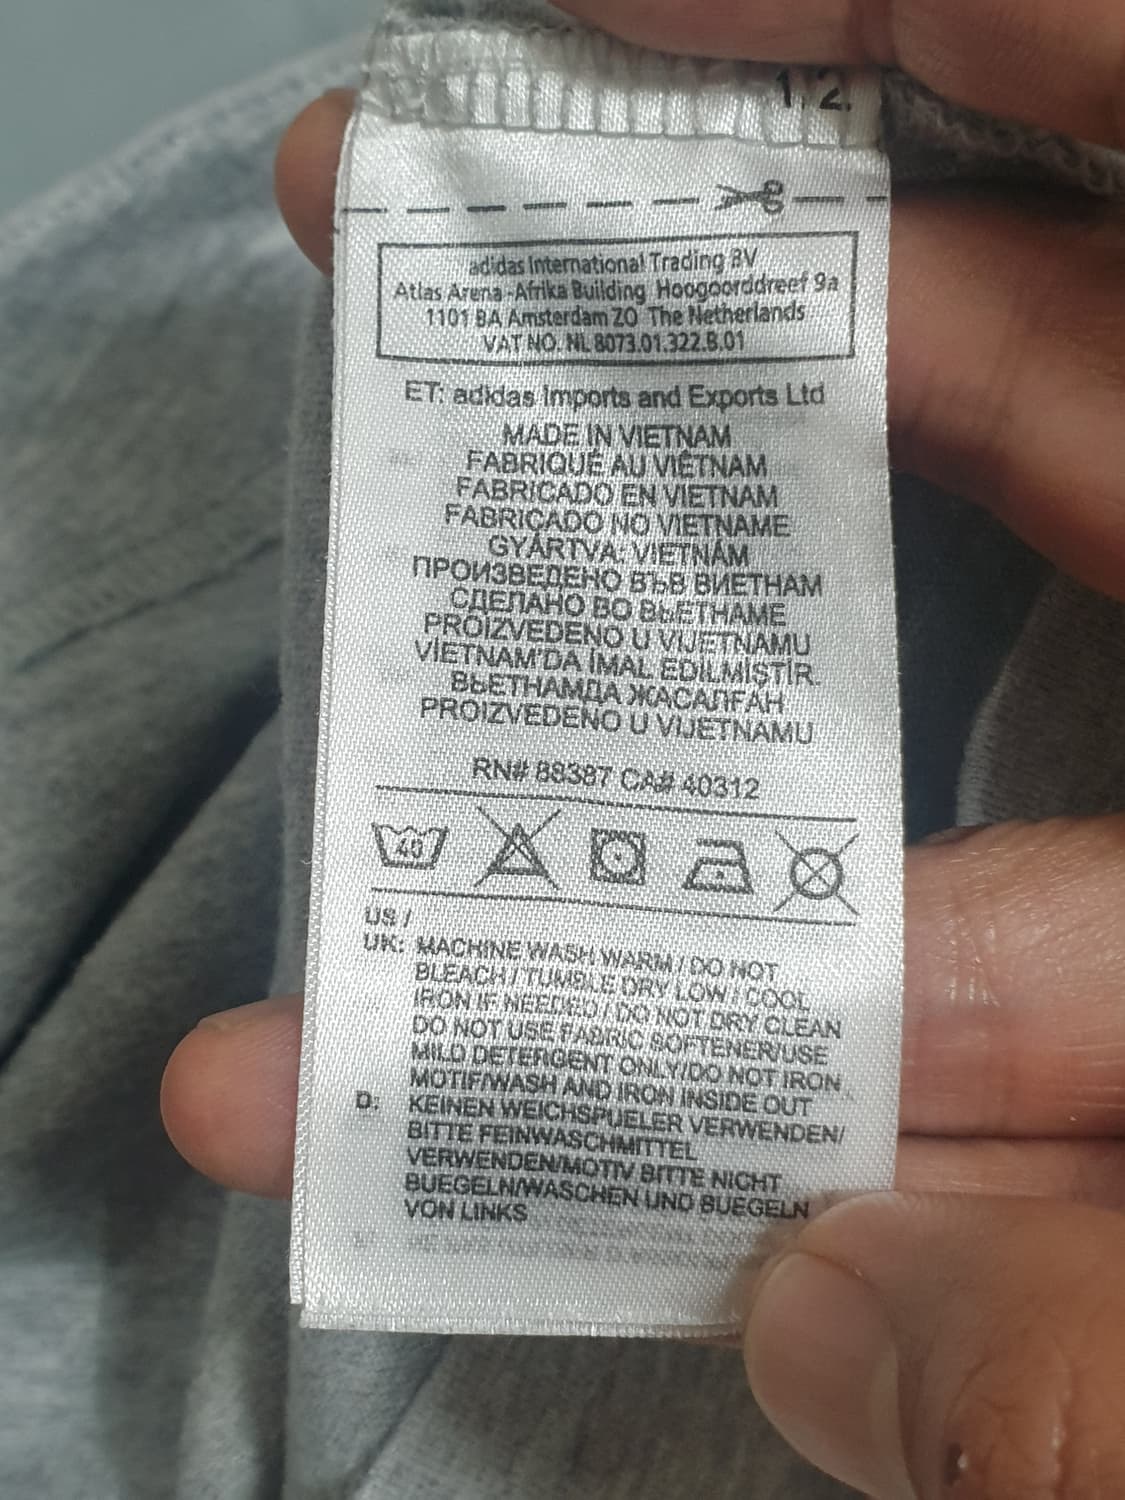 1. 2.
adidas International Trading BV
Atlas Arena-Afrika Building Hoogoorddreef 9a
1101 BA Amsterdam ZO The Netherlands
VAT NO. NL 8073.01.322.B.01
ET: adidas Imports and Exports Ltd
MADE IN VIETNAM
FABRIQUÉ AU VIÊTNAM
FABRICADO EN VIETNAM
FABRICADO NO VIETNAME
GYÁRTVA: VIETNÁM
ПРОИЗВЕДЕНО ВЪВ ВИЕТНАМ
СДЕЛАНО ВО ВЬЕТНАМЕ
PROIZVEDENO U VIJETNAMU
VİETNAM'DA İMAL EDİLMİŞTİR.
ВЬЕТНАМДА ЖАСАЛҒАН
PROIZVEDENO U VIJETNAMU
RN# 88387 CA# 40312
40
US /
UK: MACHINE WASH WARM / DO NOT
BLEACH / TUMBLE DRY LOW / COOL
IRON IF NEEDED / DO NOT DRY CLEAN
DO NOT USE FABRIC SOFTENER/USE
MILD DETERGENT ONLY/DO NOT IRON
MOTIF/WASH AND IRON INSIDE OUT
D: KEINEN WEICHSPUELER VERWENDEN/
BITTE FEINWASCHMITTEL
VERWENDEN/MOTIV BITTE NICHT
BUEGELN/WASCHEN UND BUEGELN
VON LINKS